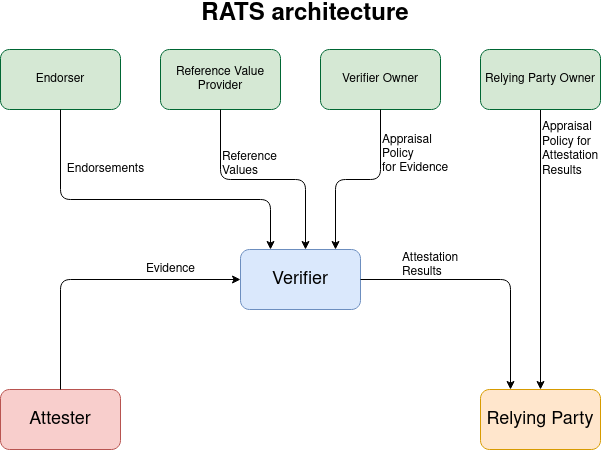 RATS architecture
Endorser
Reference Value
Provider
Verifier Owner
Relying Party Owner
Endorsements
Reference
Values
Appraisal
Policy
for Evidence
Appraisal
Policy for
Attestation
Results
Evidence
Verifier
Attestation
Results
Attester
Relying Party